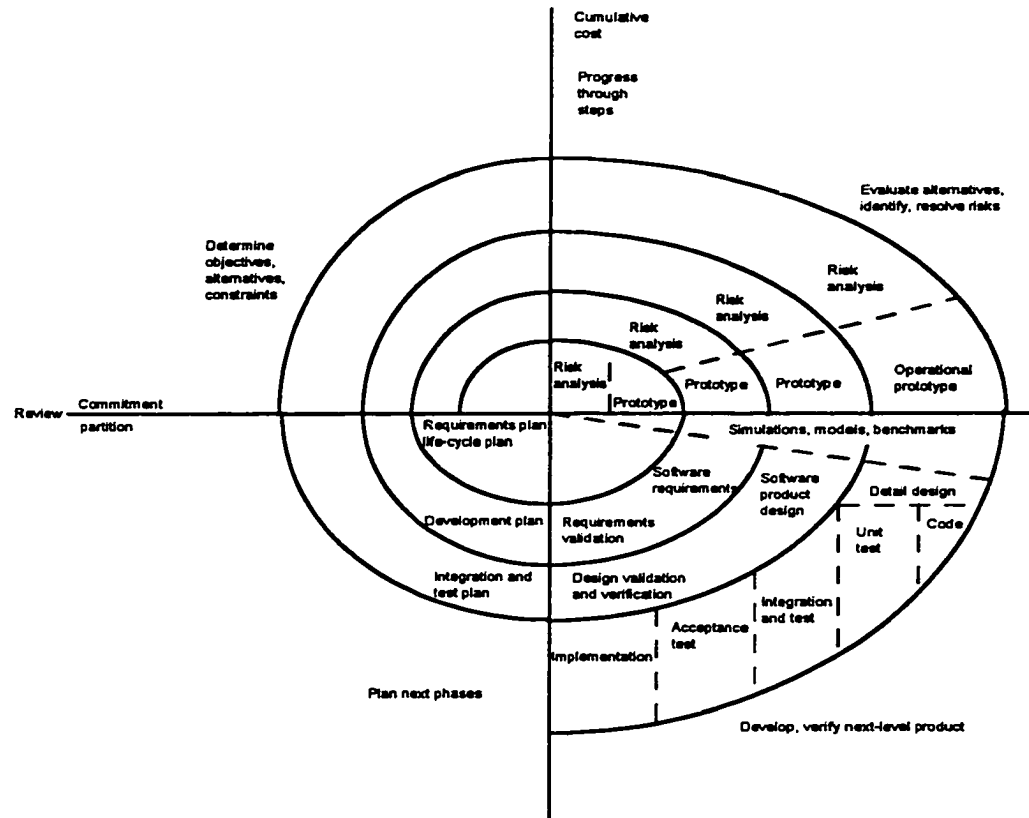 Cumulative
cost
Progress
through
steps
Evaluate alternatives,
identify, resolve risks
Determine
objectives,
alternatives,
constraints
Risk
analysis
Risk
analysis
Risk
analysis
Risk
analysis
Operational
prototype
Prototype
Prototype
Prototype
Review
Commitment
partition
Requirements plan
life-cycle plan
Simulations, models, benchmarks
Software
requirements
Software
product
design
Detail design
Code
Unit
test
Development plan
Requirements
validation
Integration and
test plan
Design validation
and verification
Integration
and test
Acceptance
test
Implementation
Plan next phases
Develop, verify next-level product